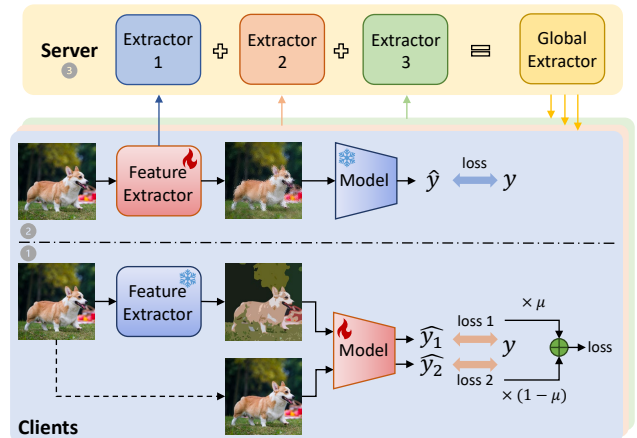 Server
3
Extractor
1
+
Extractor
2
+
Extractor
3
=
Global
Extractor
Feature
Extractor
Model
ŷ
loss
y
2
1
Feature
Extractor
Model
ŷ₁
ŷ₂
loss 1
y
loss 2
× μ
loss
× (1 − μ)
Clients